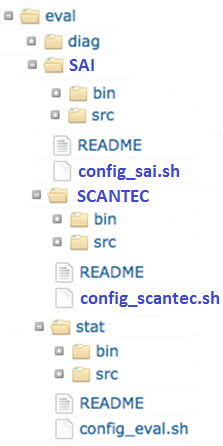 eval
diag
SAI
bin
src
README
config_sai.sh
SCANTEC
bin
src
README
config_scantec.sh
stat
bin
src
README
config_eval.sh